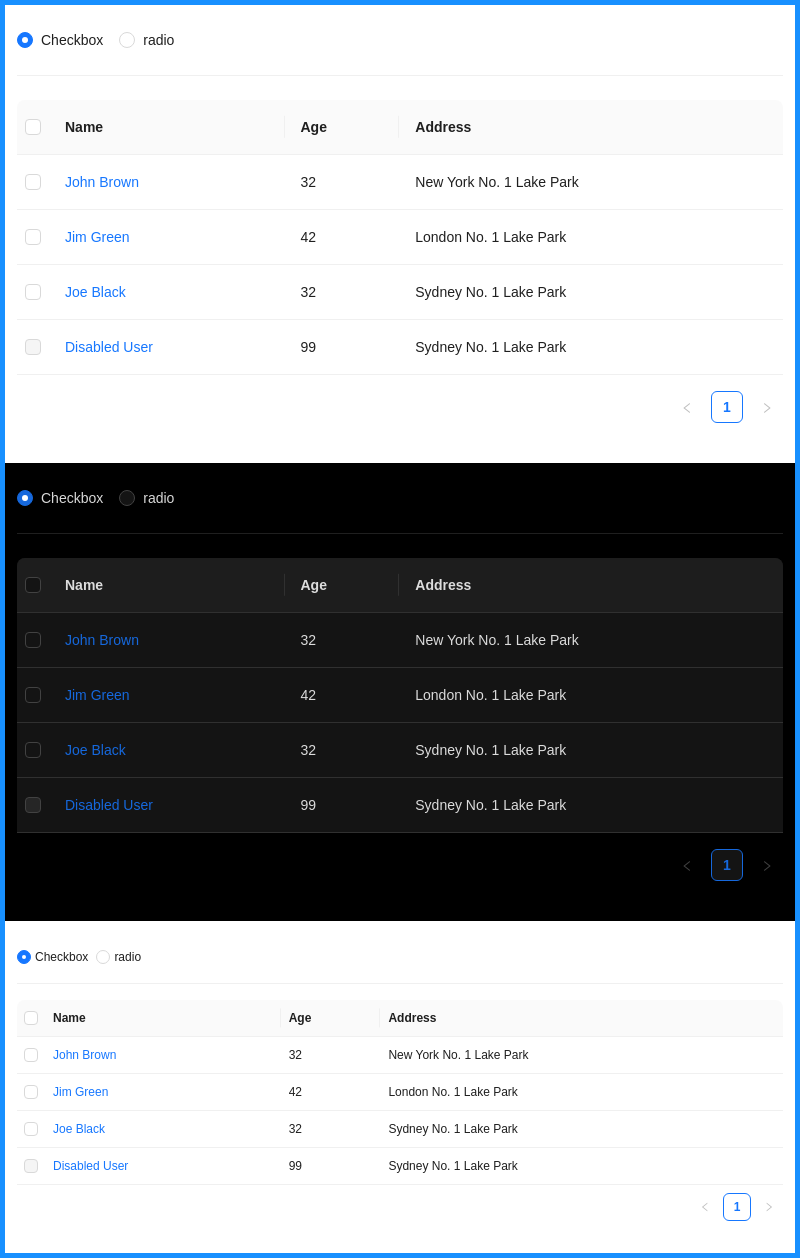 Checkbox radio
Name Age Address
John Brown 32 New York No. 1 Lake Park
Jim Green 42 London No. 1 Lake Park
Joe Black 32 Sydney No. 1 Lake Park
Disabled User 99 Sydney No. 1 Lake Park
1
Checkbox radio
Name Age Address
John Brown 32 New York No. 1 Lake Park
Jim Green 42 London No. 1 Lake Park
Joe Black 32 Sydney No. 1 Lake Park
Disabled User 99 Sydney No. 1 Lake Park
1
Checkbox radio
Name Age Address
John Brown 32 New York No. 1 Lake Park
Jim Green 42 London No. 1 Lake Park
Joe Black 32 Sydney No. 1 Lake Park
Disabled User 99 Sydney No. 1 Lake Park
1